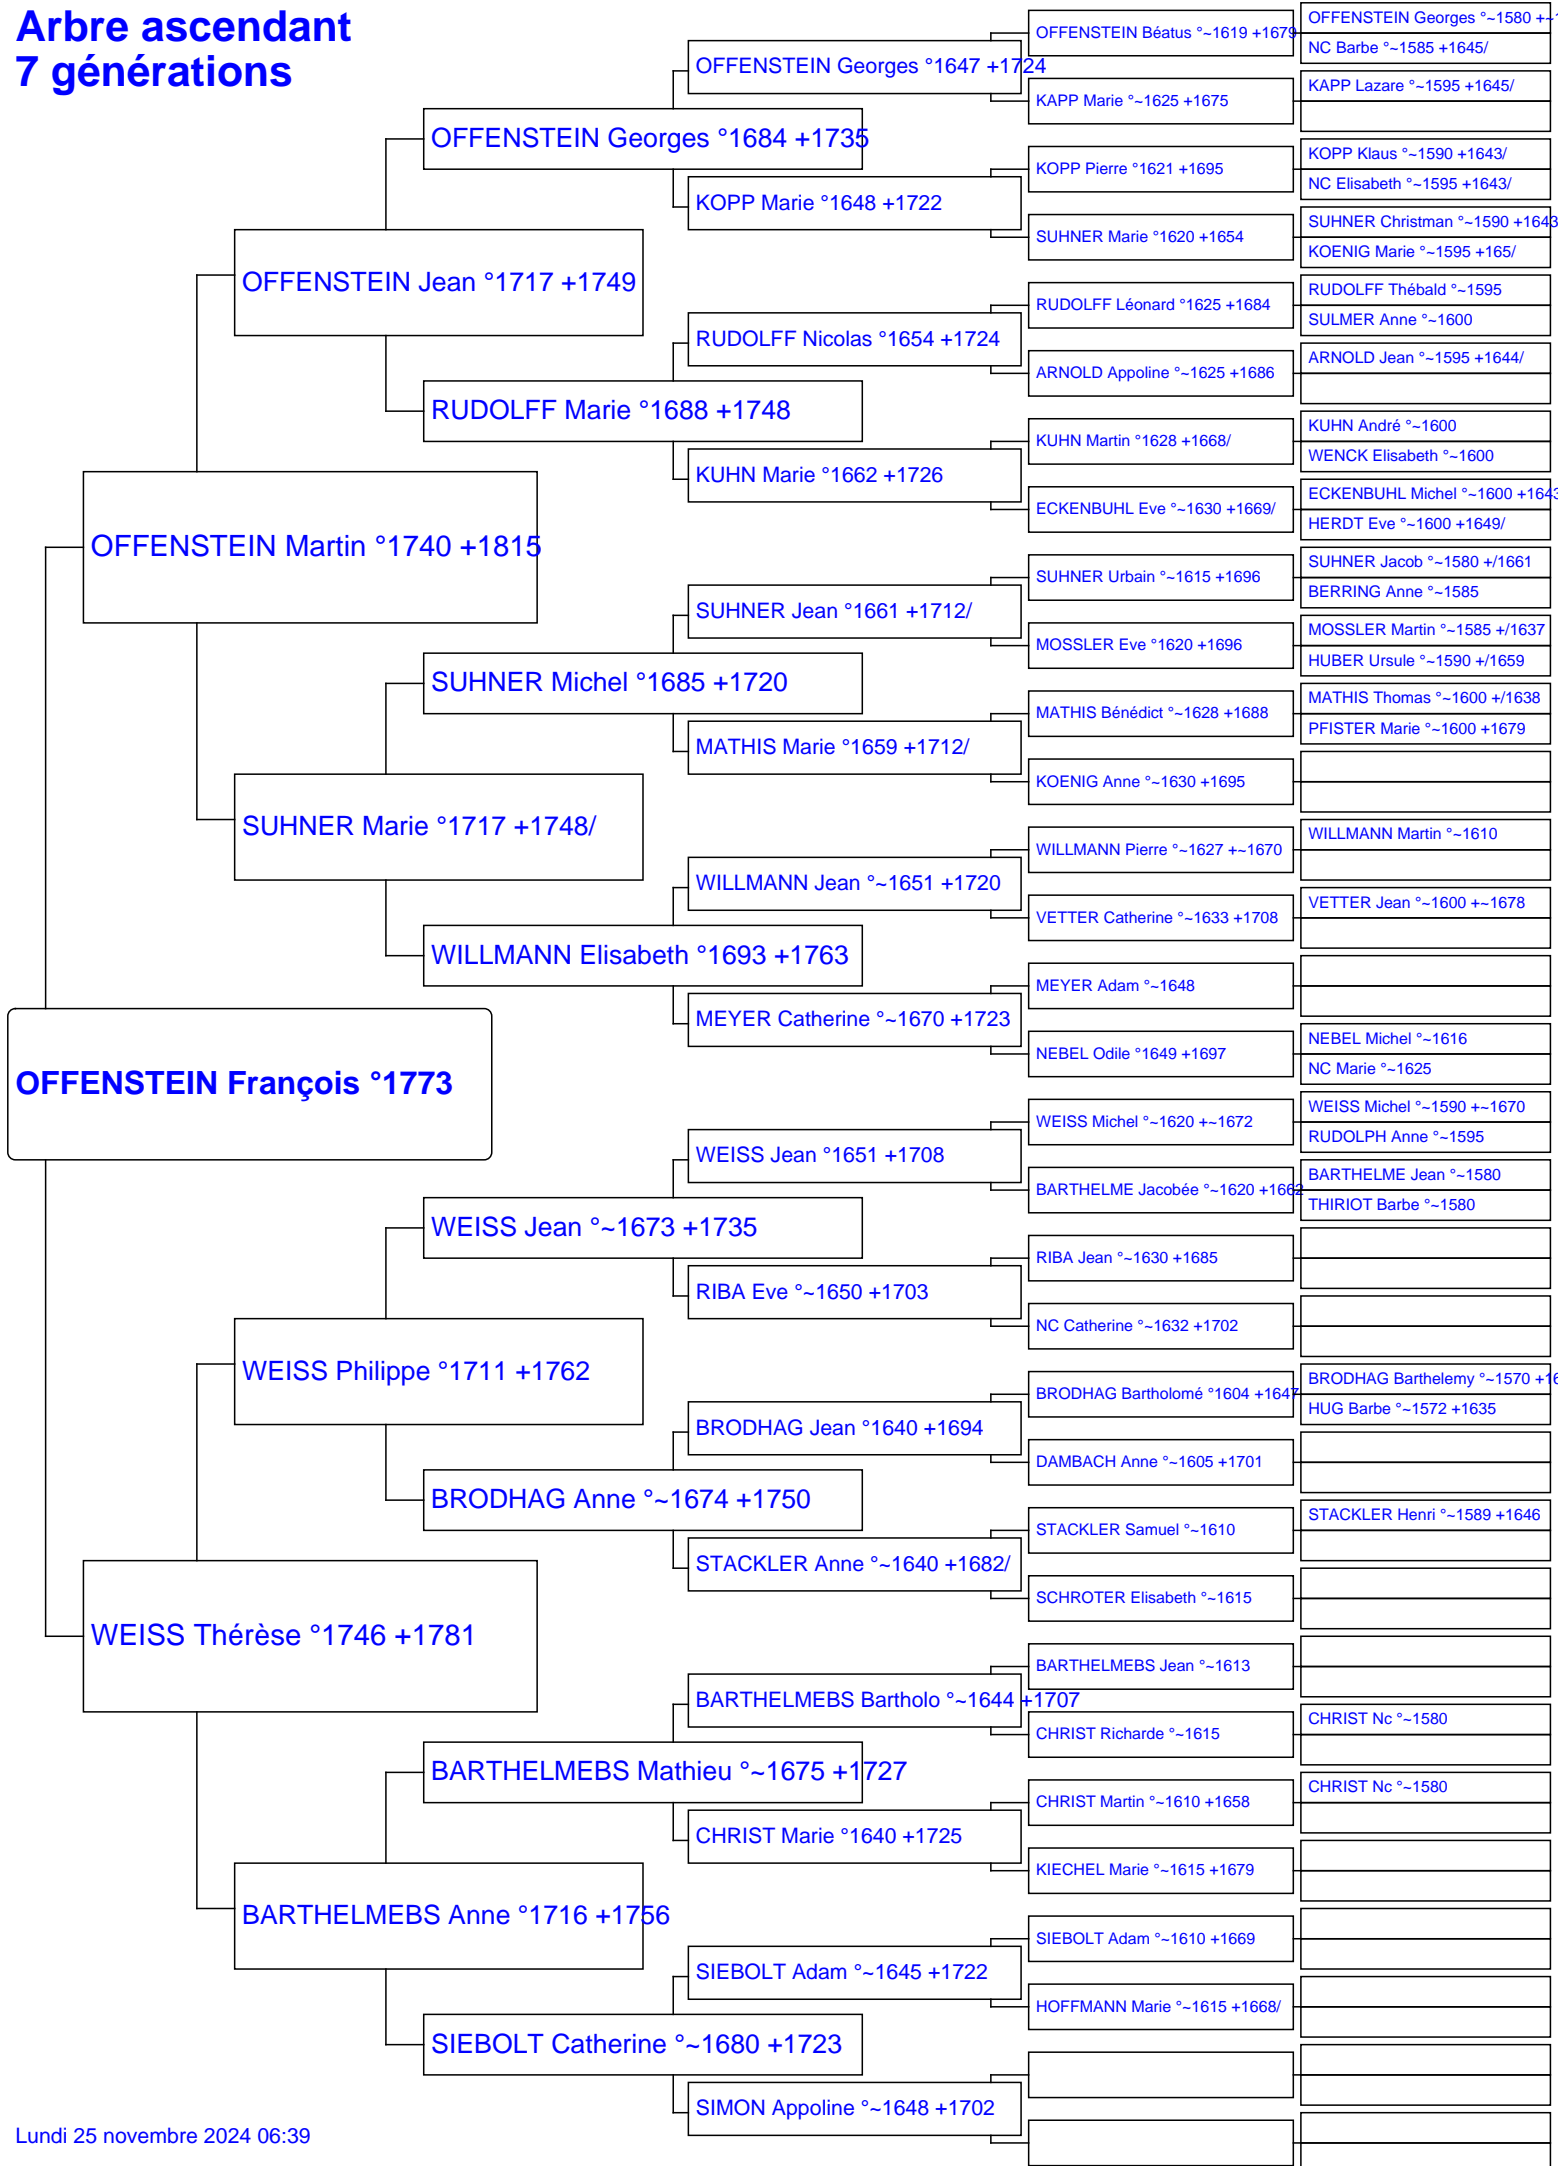 Arbre ascendant
7 générations
OFFENSTEIN François °1773
OFFENSTEIN Martin °1740 +1815
WEISS Thérèse °1746 +1781
OFFENSTEIN Jean °1717 +1749
SUHNER Marie °1717 +1748/
WEISS Philippe °1711 +1762
BARTHELMEBS Anne °1716 +1756
OFFENSTEIN Georges °1684 +1735
RUDOLFF Marie °1688 +1748
SUHNER Michel °1685 +1720
WILLMANN Elisabeth °1693 +1763
WEISS Jean °~1673 +1735
BRODHAG Anne °~1674 +1750
BARTHELMEBS Mathieu °~1675 +1727
SIEBOLT Catherine °~1680 +1723
OFFENSTEIN Georges °1647 +1724
KOPP Marie °1648 +1722
RUDOLFF Nicolas °1654 +1724
KUHN Marie °1662 +1726
SUHNER Jean °1661 +1712/
MATHIS Marie °1659 +1712/
WILLMANN Jean °~1651 +1720
MEYER Catherine °~1670 +1723
WEISS Jean °1651 +1708
RIBA Eve °~1650 +1703
BRODHAG Jean °1640 +1694
STACKLER Anne °~1640 +1682/
BARTHELMEBS Bartholo °~1644 +1707
CHRIST Marie °1640 +1725
SIEBOLT Adam °~1645 +1722
SIMON Appoline °~1648 +1702
OFFENSTEIN Béatus °~1619 +1679
KAPP Marie °~1625 +1675
KOPP Pierre °1621 +1695
SUHNER Marie °1620 +1654
RUDOLFF Léonard °1625 +1684
ARNOLD Appoline °~1625 +1686
KUHN Martin °1628 +1668/
ECKENBUHL Eve °~1630 +1669/
SUHNER Urbain °~1615 +1696
MOSSLER Eve °1620 +1696
MATHIS Bénédict °~1628 +1688
KOENIG Anne °~1630 +1695
WILLMANN Pierre °~1627 +~1670
VETTER Catherine °~1633 +1708
MEYER Adam °~1648
NEBEL Odile °1649 +1697
WEISS Michel °~1620 +~1672
BARTHELME Jacobée °~1620 +1662
RIBA Jean °~1630 +1685
NC Catherine °~1632 +1702
BRODHAG Bartholomé °1604 +1647
DAMBACH Anne °~1605 +1701
STACKLER Samuel °~1610
SCHROTER Elisabeth °~1615
BARTHELMEBS Jean °~1613
CHRIST Richarde °~1615
CHRIST Martin °~1610 +1658
KIECHEL Marie °~1615 +1679
SIEBOLT Adam °~1610 +1669
HOFFMANN Marie °~1615 +1668/
OFFENSTEIN Georges °~1580 +~
NC Barbe °~1585 +1645/
KAPP Lazare °~1595 +1645/
KOPP Klaus °~1590 +1643/
NC Elisabeth °~1595 +1643/
SUHNER Christman °~1590 +1643
KOENIG Marie °~1595 +165/
RUDOLFF Thébald °~1595
SULMER Anne °~1600
ARNOLD Jean °~1595 +1644/
KUHN André °~1600
WENCK Elisabeth °~1600
ECKENBUHL Michel °~1600 +1643
HERDT Eve °~1600 +1649/
SUHNER Jacob °~1580 +/1661
BERRING Anne °~1585
MOSSLER Martin °~1585 +/1637
HUBER Ursule °~1590 +/1659
MATHIS Thomas °~1600 +/1638
PFISTER Marie °~1600 +1679
WILLMANN Martin °~1610
VETTER Jean °~1600 +~1678
NEBEL Michel °~1616
NC Marie °~1625
WEISS Michel °~1590 +~1670
RUDOLPH Anne °~1595
BARTHELME Jean °~1580
THIRIOT Barbe °~1580
BRODHAG Barthelemy °~1570
HUG Barbe °~1572 +1635
STACKLER Henri °~1589 +1646
CHRIST Nc °~1580
CHRIST Nc °~1580
Lundi 25 novembre 2024 06:39